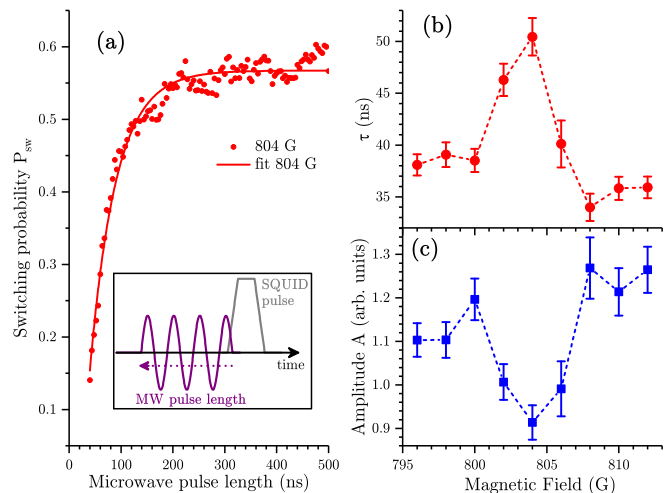 (a)
Switching probability P_sw
0.6
0.5
0.4
0.3
0.2
0.1
804 G
fit 804 G
SQUID
pulse
time
MW pulse length
0
100
200
300
400
500
Microwave pulse length (ns)
(b)
τ (ns)
50
45
40
35
(c)
Amplitude A (arb. units)
1.3
1.2
1.1
1.0
0.9
795
800
805
810
Magnetic Field (G)